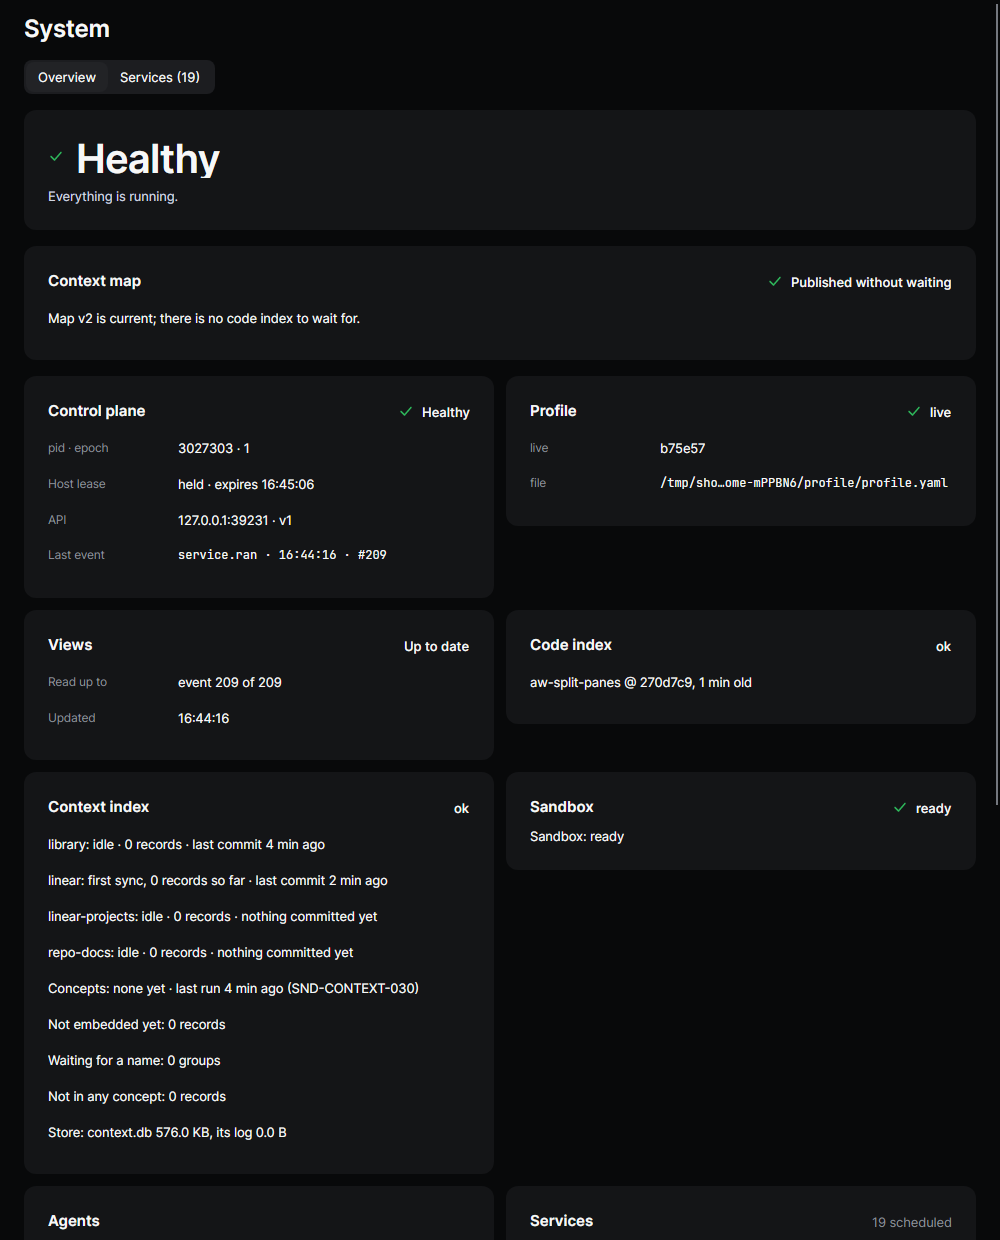 System
Overview Services (19)
Healthy
Everything is running.
Context map Published without waiting
Map v2 is current; there is no code index to wait for.
Control plane Healthy
pid · epoch 3027303 · 1
Host lease held · expires 16:45:06
API 127.0.0.1:39231 · v1
Last event service.ran · 16:44:16 · #209
Profile live
live b75e57
file /tmp/sho…ome-mPPBN6/profile/profile.yaml
Views Up to date
Read up to event 209 of 209
Updated 16:44:16
Code index ok
aw-split-panes @ 270d7c9, 1 min old
Context index ok
library: idle · 0 records · last commit 4 min ago
linear: first sync, 0 records so far · last commit 2 min ago
linear-projects: idle · 0 records · nothing committed yet
repo-docs: idle · 0 records · nothing committed yet
Concepts: none yet · last run 4 min ago (SND-CONTEXT-030)
Not embedded yet: 0 records
Waiting for a name: 0 groups
Not in any concept: 0 records
Store: context.db 576.0 KB, its log 0.0 B
Sandbox ready
Sandbox: ready
Agents
Services 19 scheduled